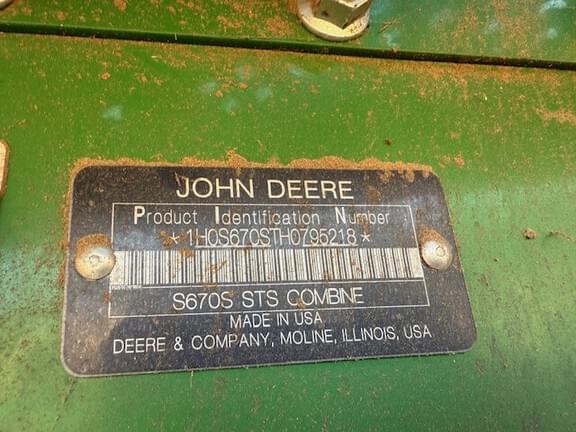 JOHN DEERE
Product Identification Number
*1H0S670STH0795218*
S670S STS COMBINE
MADE IN USA
DEERE & COMPANY, MOLINE, ILLINOIS, USA